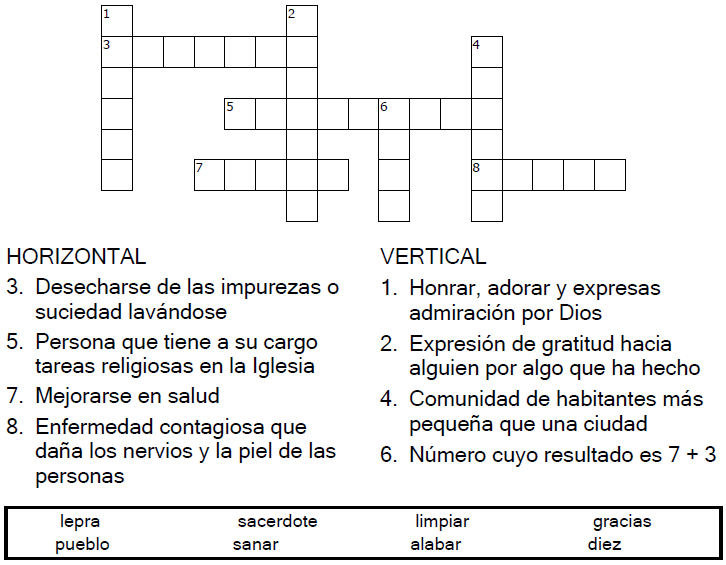 1 2
3 4
5 6
7 8
HORIZONTAL
3. Desecharse de las impurezas o
suciedad lavándose
5. Persona que tiene a su cargo
tareas religiosas en la Iglesia
7. Mejorarse en salud
8. Enfermedad contagiosa que
daña los nervios y la piel de las
personas
VERTICAL
1. Honrar, adorar y expresas
admiración por Dios
2. Expresión de gratitud hacia
alguien por algo que ha hecho
4. Comunidad de habitantes más
pequeña que una ciudad
6. Número cuyo resultado es 7 + 3
lepra sacerdote limpiar gracias
pueblo sanar alabar diez